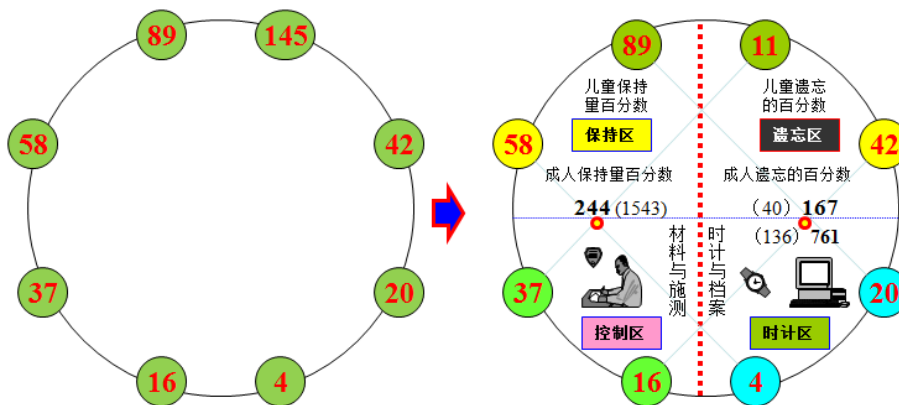 89
145
58
42
37
20
16
4
89
11
儿童保持
量百分数
儿童遗忘
的百分数
保持区
遗忘区
58
42
成人保持量百分数
成人遗忘的百分数
244 (1543)
(40) 167
(136) 761
材料与施测
时计与档案
37
20
控制区
时计区
16
4